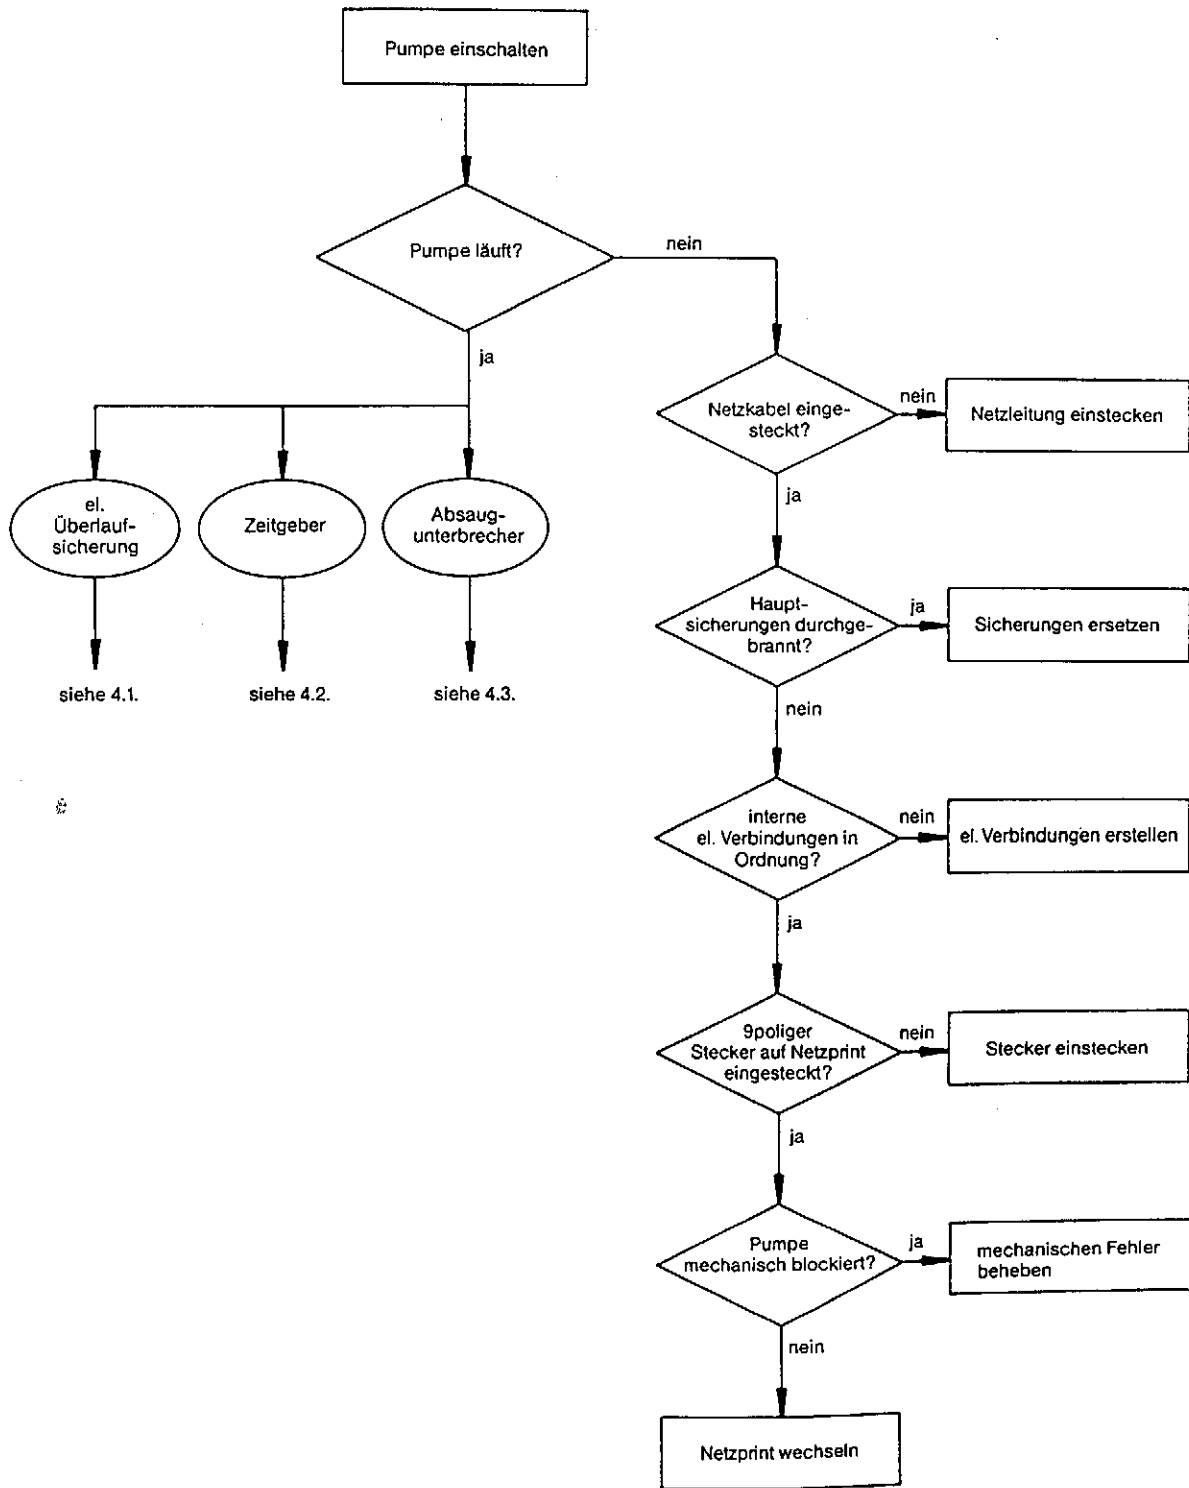 Pumpe einschalten
Pumpe läuft?
nein
ja
el.
Überlauf-
sicherung
Zeitgeber
Absaug-
unterbrecher
siehe 4.1.
siehe 4.2.
siehe 4.3.
Netzkabel einge-
steckt?
nein
Netzleitung einstecken
ja
Haupt-
sicherungen durchge-
brannt?
ja
Sicherungen ersetzen
nein
interne
el. Verbindungen in
Ordnung?
nein
el. Verbindungen erstellen
ja
9poliger
Stecker auf Netzprint
eingesteckt?
nein
Stecker einstecken
ja
Pumpe
mechanisch blockiert?
ja
mechanischen Fehler
beheben
nein
Netzprint wechseln